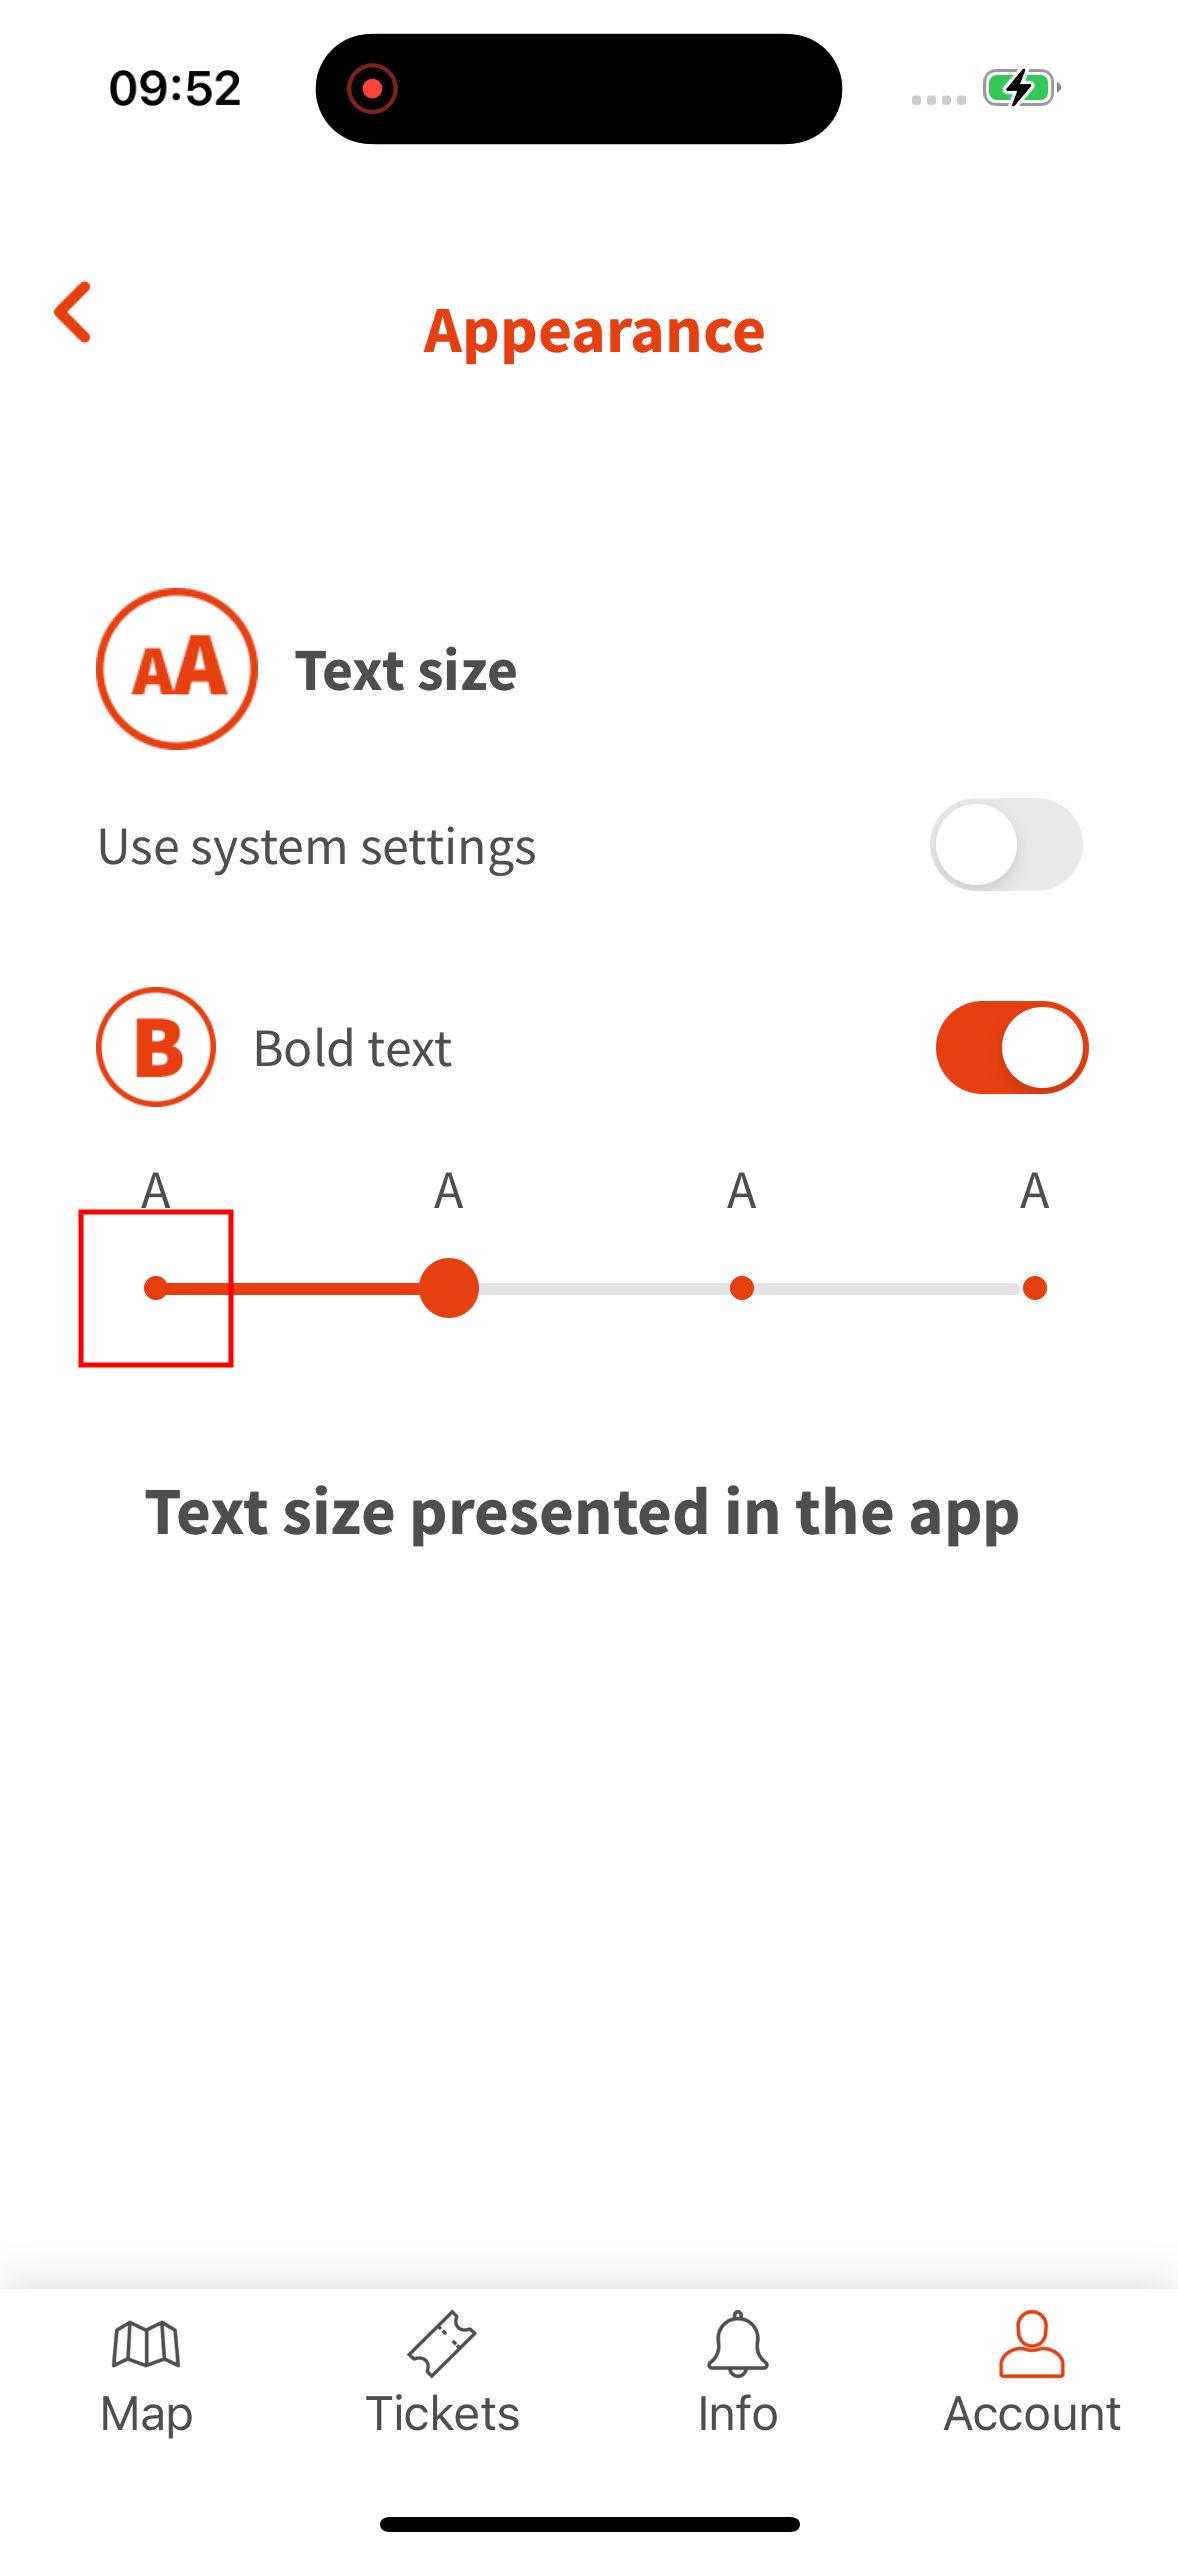 09:52
Appearance
AA Text size
Use system settings
B Bold text
A A A A
Text size presented in the app
Map Tickets Info Account